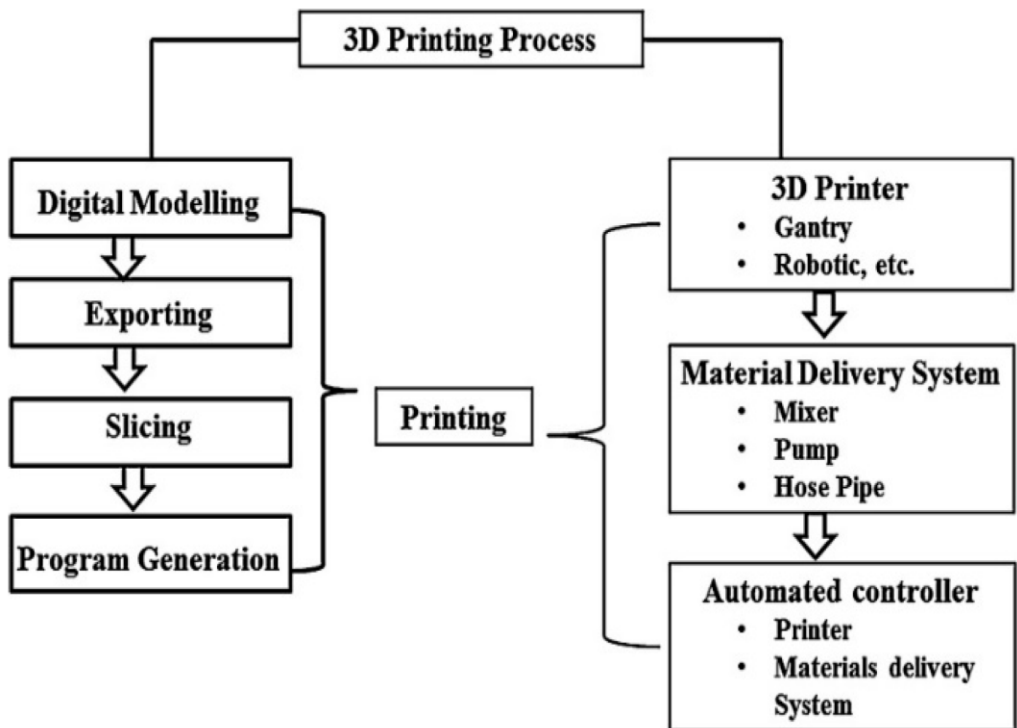 3D Printing Process
Digital Modelling
Exporting
Slicing
Program Generation
Printing
3D Printer
• Gantry
• Robotic, etc.
Material Delivery System
• Mixer
• Pump
• Hose Pipe
Automated controller
• Printer
• Materials delivery
System